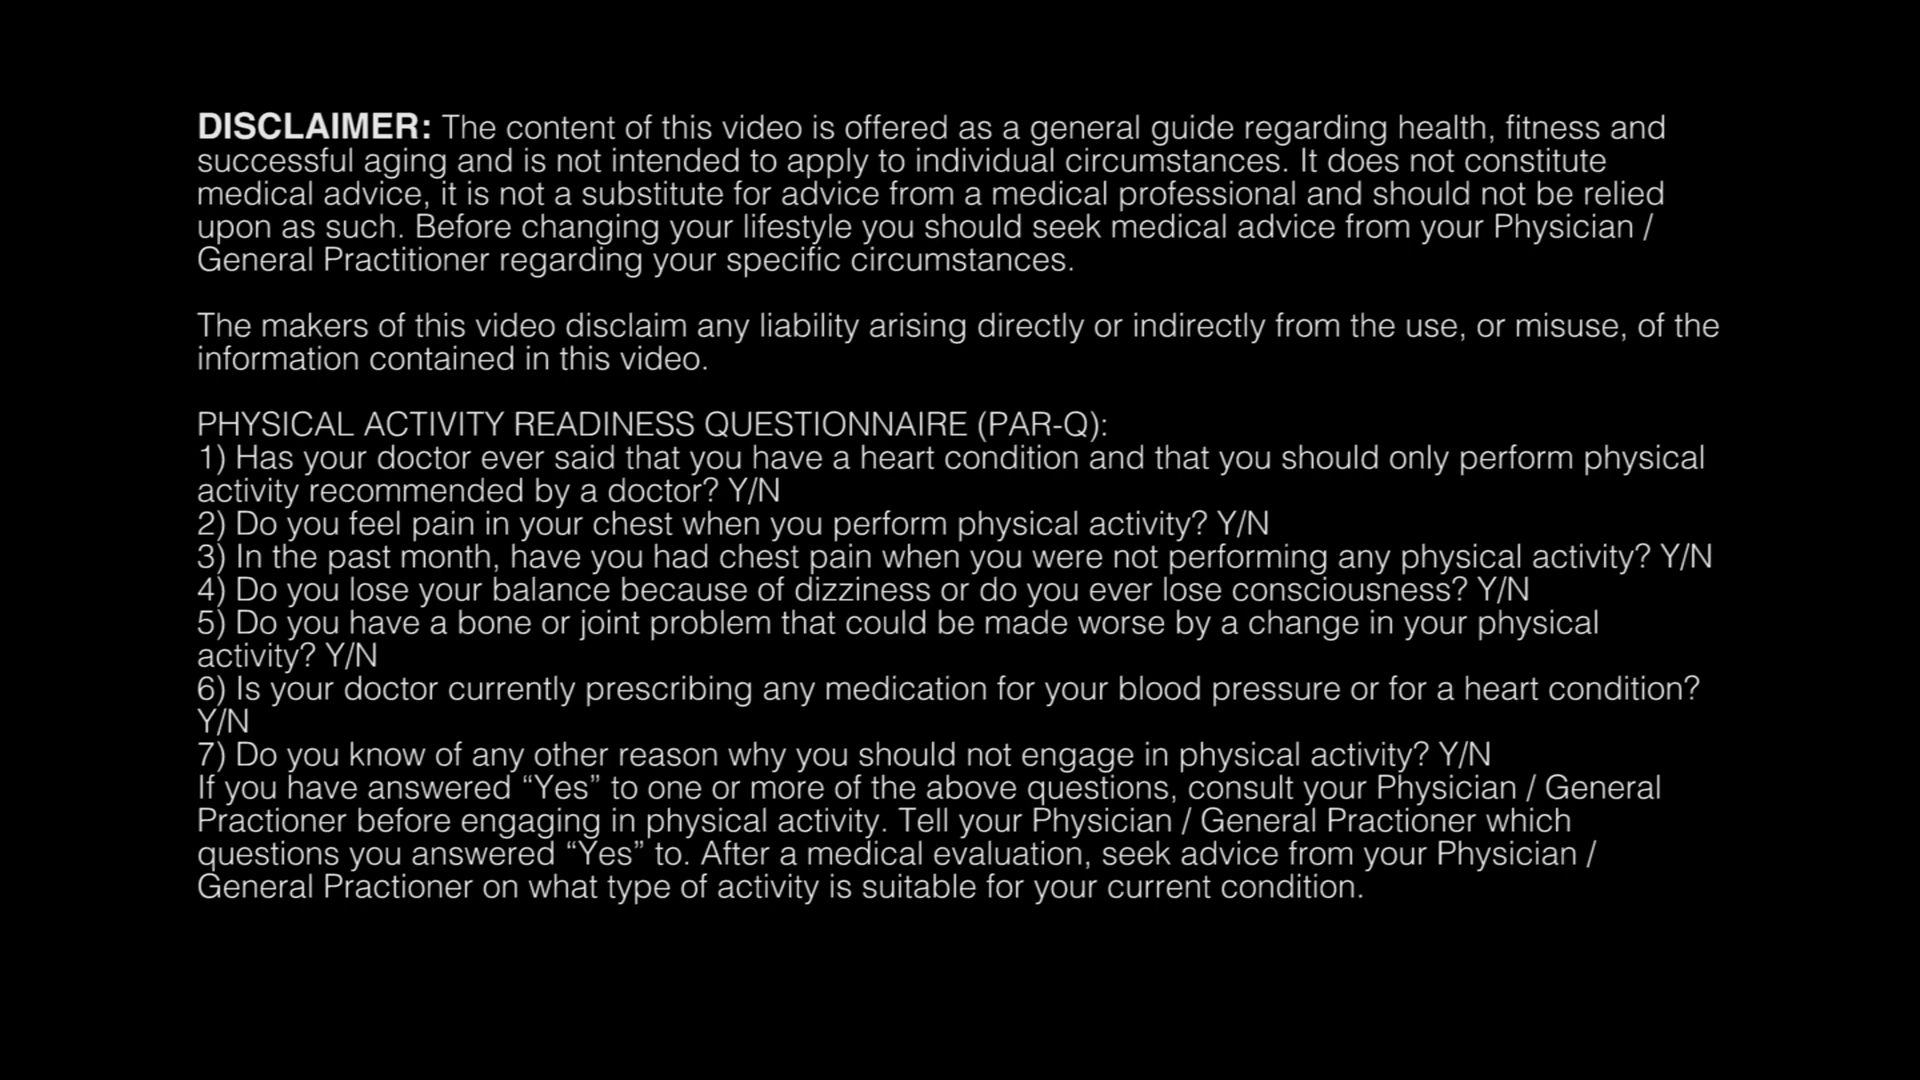 DISCLAIMER: The content of this video is offered as a general guide regarding health, fitness and
successful aging and is not intended to apply to individual circumstances. It does not constitute
medical advice, it is not a substitute for advice from a medical professional and should not be relied
upon as such. Before changing your lifestyle you should seek medical advice from your Physician /
General Practitioner regarding your specific circumstances.
The makers of this video disclaim any liability arising directly or indirectly from the use, or misuse, of the
information contained in this video.
PHYSICAL ACTIVITY READINESS QUESTIONNAIRE (PAR-Q):
1) Has your doctor ever said that you have a heart condition and that you should only perform physical
activity recommended by a doctor? Y/N
2) Do you feel pain in your chest when you perform physical activity? Y/N
3) In the past month, have you had chest pain when you were not performing any physical activity? Y/N
4) Do you lose your balance because of dizziness or do you ever lose consciousness? Y/N
5) Do you have a bone or joint problem that could be made worse by a change in your physical
activity? Y/N
6) Is your doctor currently prescribing any medication for your blood pressure or for a heart condition?
Y/N
7) Do you know of any other reason why you should not engage in physical activity? Y/N
If you have answered “Yes” to one or more of the above questions, consult your Physician / General
Practioner before engaging in physical activity. Tell your Physician / General Practioner which
questions you answered “Yes” to. After a medical evaluation, seek advice from your Physician /
General Practioner on what type of activity is suitable for your current condition.